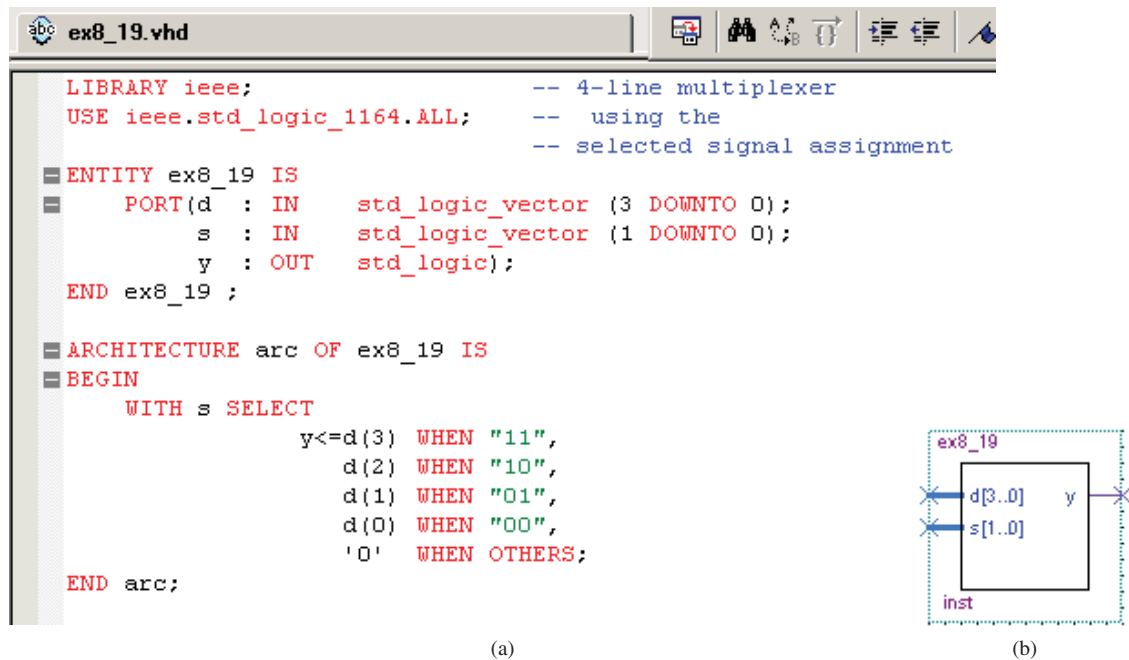 abc ex8_19.vhd
A B {}
LIBRARY ieee; -- 4-line multiplexer
USE ieee.std_logic_1164.ALL; -- using the
-- selected signal assignment
ENTITY ex8_19 IS
PORT(d : IN std_logic_vector (3 DOWNTO 0);
s : IN std_logic_vector (1 DOWNTO 0);
y : OUT std_logic);
END ex8_19 ;
ARCHITECTURE arc OF ex8_19 IS
BEGIN
WITH s SELECT
y<=d(3) WHEN "11",
d(2) WHEN "10",
d(1) WHEN "01",
d(0) WHEN "00",
'0' WHEN OTHERS;
END arc;
ex8_19
d[3..0] y
s[1..0]
inst
(a) (b)